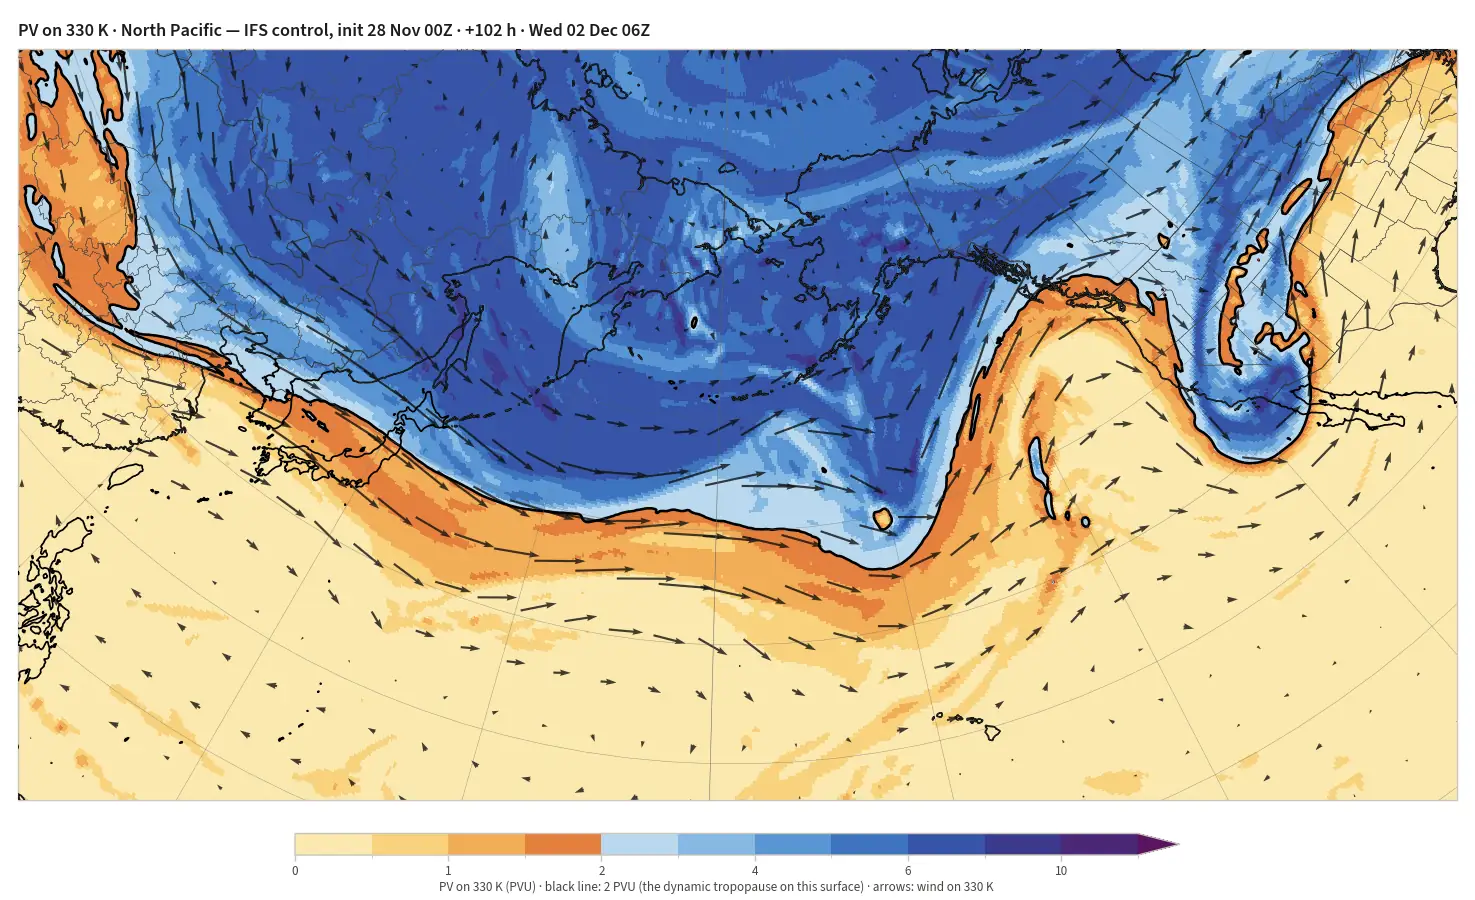 PV on 330 K · North Pacific — IFS control, init 28 Nov 00Z · +102 h · Wed 02 Dec 06Z
0 1 2 4 6 10
PV on 330 K (PVU) · black line: 2 PVU (the dynamic tropopause on this surface) · arrows: wind on 330 K